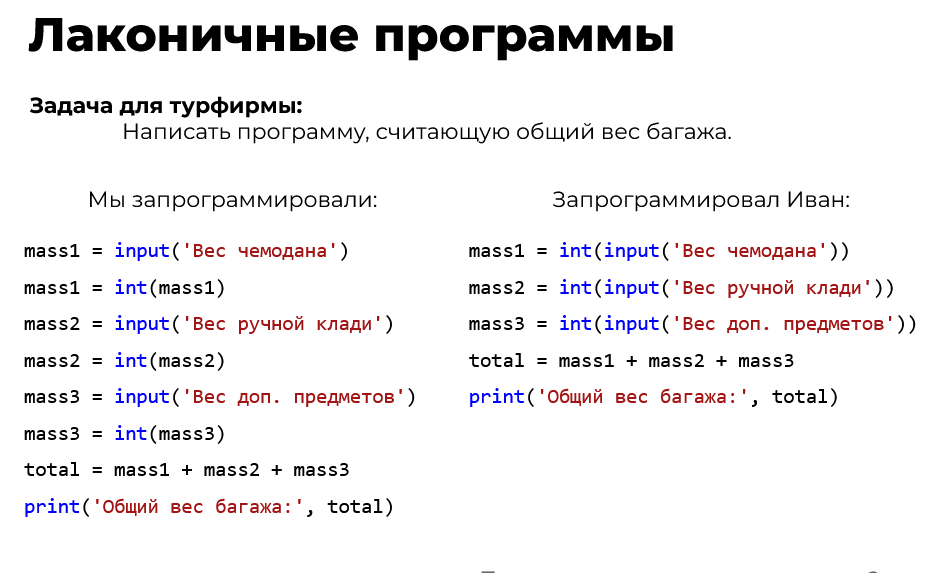 Лаконичные программы
Задача для турфирмы:
Написать программу, считающую общий вес багажа.
Мы запрограммировали:
mass1 = input('Вес чемодана')
mass1 = int(mass1)
mass2 = input('Вес ручной клади')
mass2 = int(mass2)
mass3 = input('Вес доп. предметов')
mass3 = int(mass3)
total = mass1 + mass2 + mass3
print('Общий вес багажа:', total)
Запрограммировал Иван:
mass1 = int(input('Вес чемодана'))
mass2 = int(input('Вес ручной клади'))
mass3 = int(input('Вес доп. предметов'))
total = mass1 + mass2 + mass3
print('Общий вес багажа:', total)